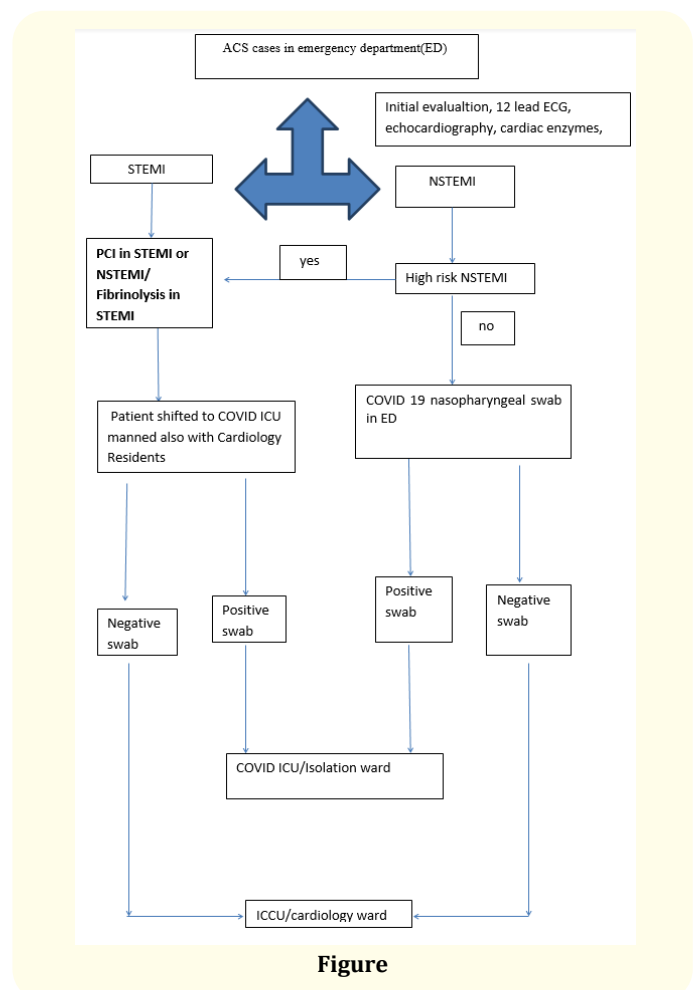 ACS cases in emergency department(ED)
Initial evalualtion, 12 lead ECG,
echocardiography, cardiac enzymes,
STEMI
NSTEMI
PCI in STEMI or
NSTEMI/
Fibrinolysis in
STEMI
yes
High risk NSTEMI
no
Patient shifted to COVID ICU
manned also with Cardiology
Residents
COVID 19 nasopharyngeal swab
in ED
Negative
swab
Positive
swab
Positive
swab
Negative
swab
COVID ICU/Isolation ward
ICCU/cardiology ward
Figure